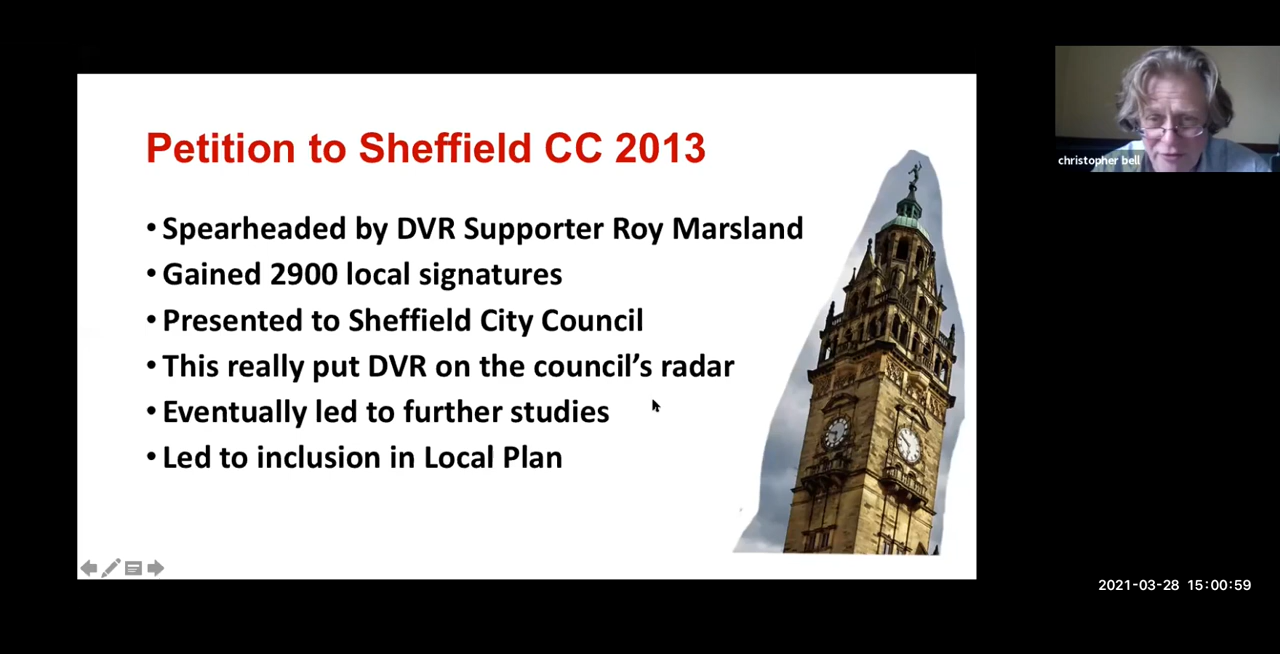 Petition to Sheffield CC 2013
• Spearheaded by DVR Supporter Roy Marsland
• Gained 2900 local signatures
• Presented to Sheffield City Council
• This really put DVR on the council’s radar
• Eventually led to further studies
• Led to inclusion in Local Plan
christopher bell
2021-03-28 15:00:59